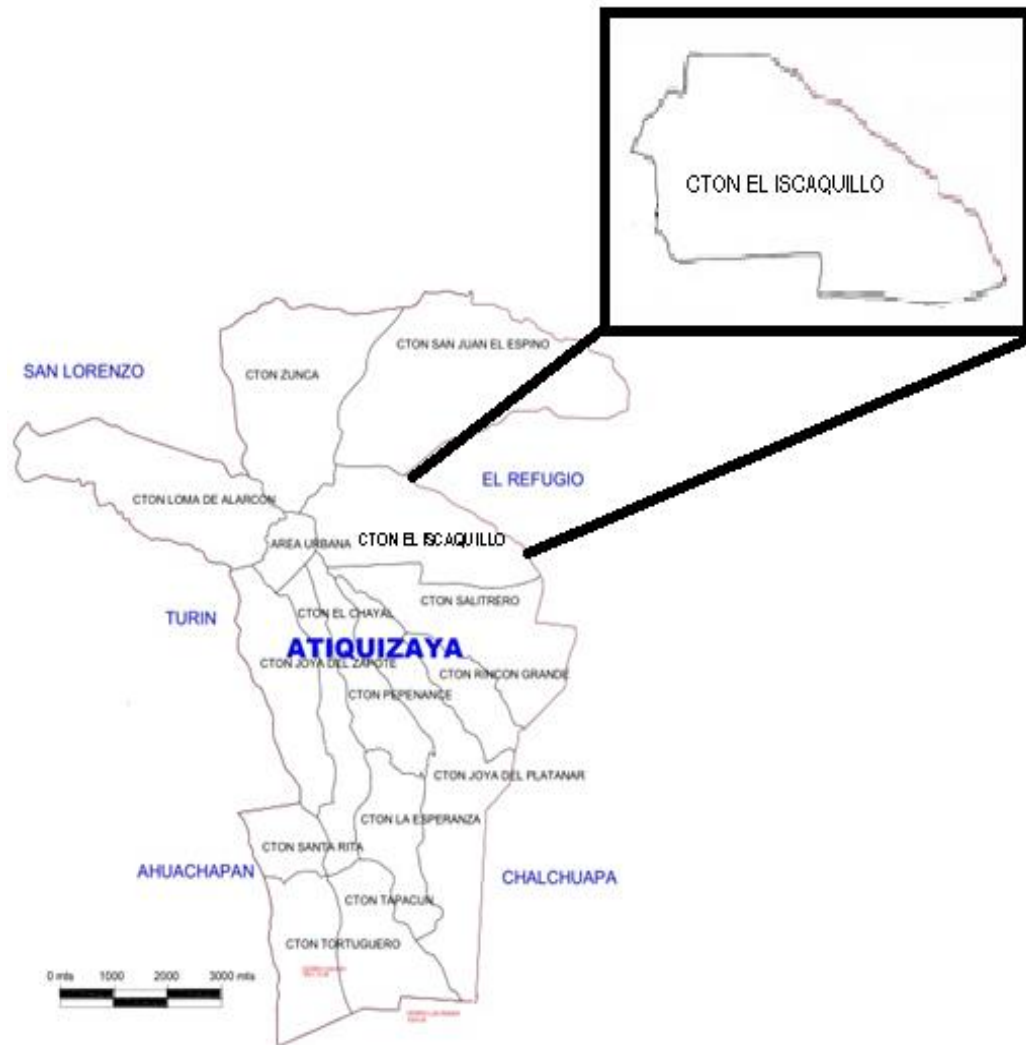 CTON EL ISCAQUILLO
CTON SAN JUAN EL ESPINO
SAN LORENZO
CTON ZUNCA
EL REFUGIO
CTON LOMA DE ALARCON
AREA URBANA
CTON EL ISCAQUILLO
CTON SALITRERO
TURIN
CTON EL CHAYAL
ATIQUIZAYA
CTON JOYA DEL ZAPOTE
CTON RINCON GRANDE
CTON PEPENANCE
CTON JOYA DEL PLATANAR
CTON LA ESPERANZA
CTON SANTA RITA
AHUACHAPAN
CHALCHUAPA
CTON TAPACUN
CTON TORTUGUERO
0 mts 1000 2000 3000 mts